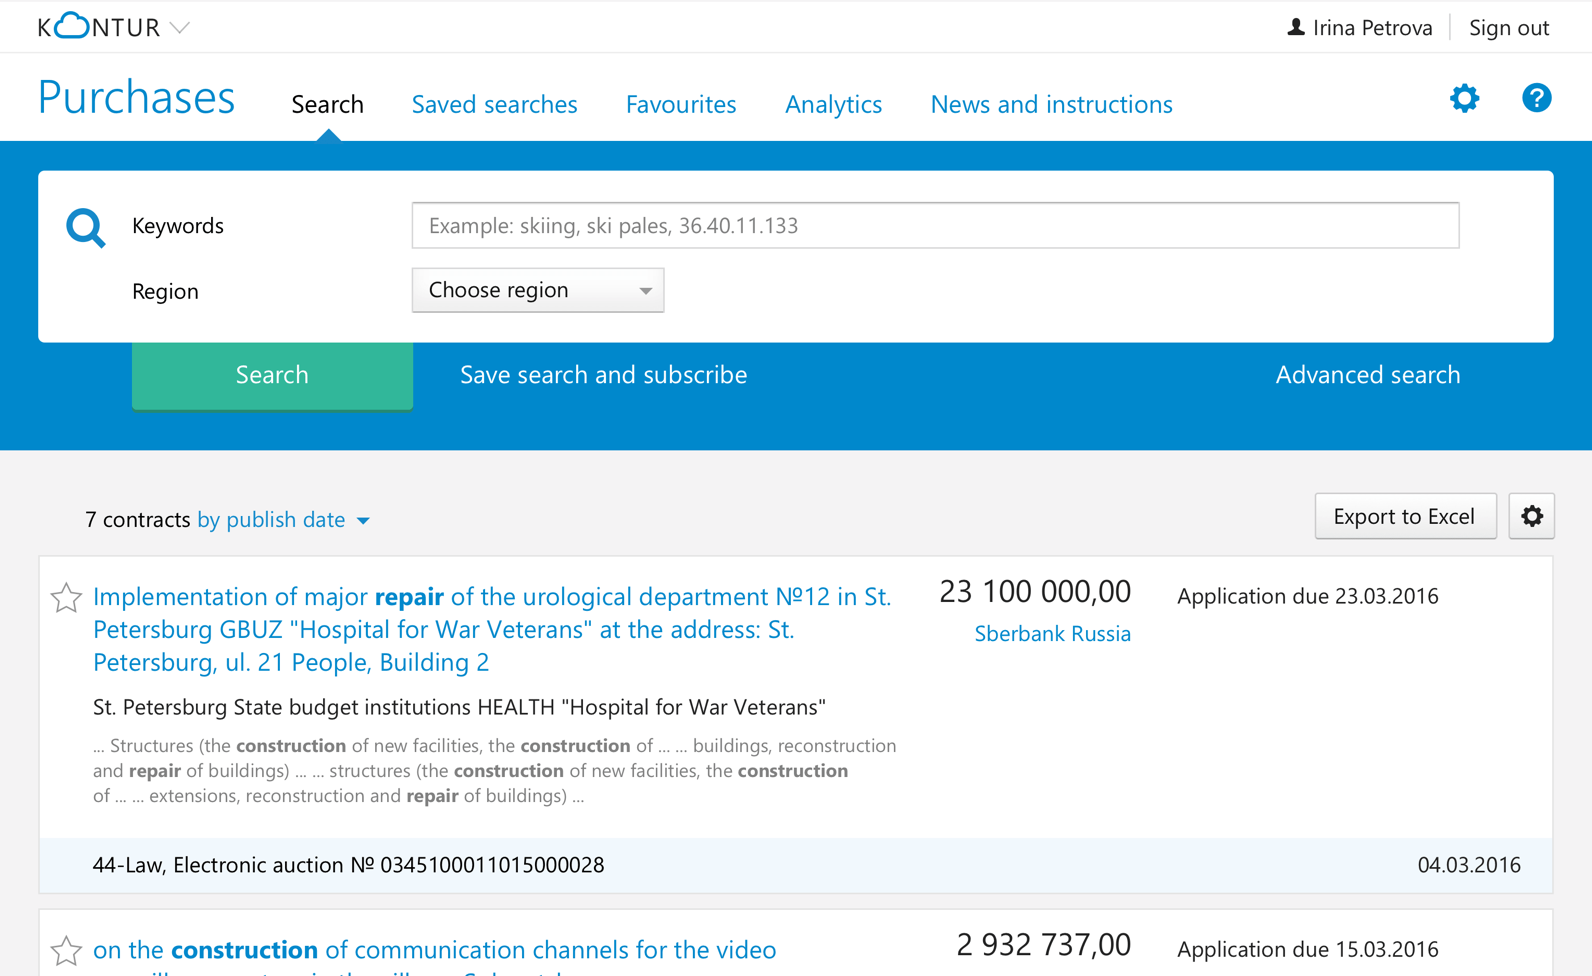 KONTUR
Irina Petrova
Sign out
Purchases
Search
Saved searches
Favourites
Analytics
News and instructions
?
Keywords
Example: skiing, ski pales, 36.40.11.133
Region
Choose region
Search
Save search and subscribe
Advanced search
7 contracts by publish date
Export to Excel
Implementation of major repair of the urological department №12 in St.
Petersburg GBUZ "Hospital for War Veterans" at the address: St.
Petersburg, ul. 21 People, Building 2
23 100 000,00
Sberbank Russia
Application due 23.03.2016
St. Petersburg State budget institutions HEALTH "Hospital for War Veterans"
... Structures (the construction of new facilities, the construction of ... ... buildings, reconstruction
and repair of buildings) ... ... structures (the construction of new facilities, the construction
of ... ... extensions, reconstruction and repair of buildings) ...
44-Law, Electronic auction № 0345100011015000028
04.03.2016
on the construction of communication channels for the video
2 932 737,00
Application due 15.03.2016